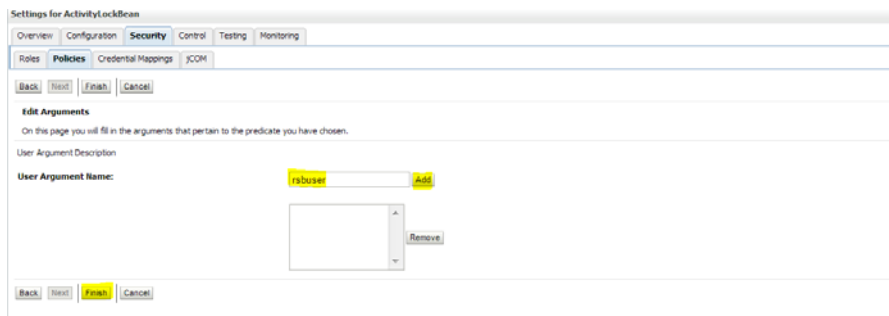 Settings for ActivityLockBean
Overview Configuration Security Control Testing Monitoring
Roles Policies Credential Mappings jCOM
Back Next Finish Cancel
Edit Arguments
On this page you will fill in the arguments that pertain to the predicate you have chosen.
User Argument Description
User Argument Name: rsbuser Add
Remove
Back Next Finish Cancel